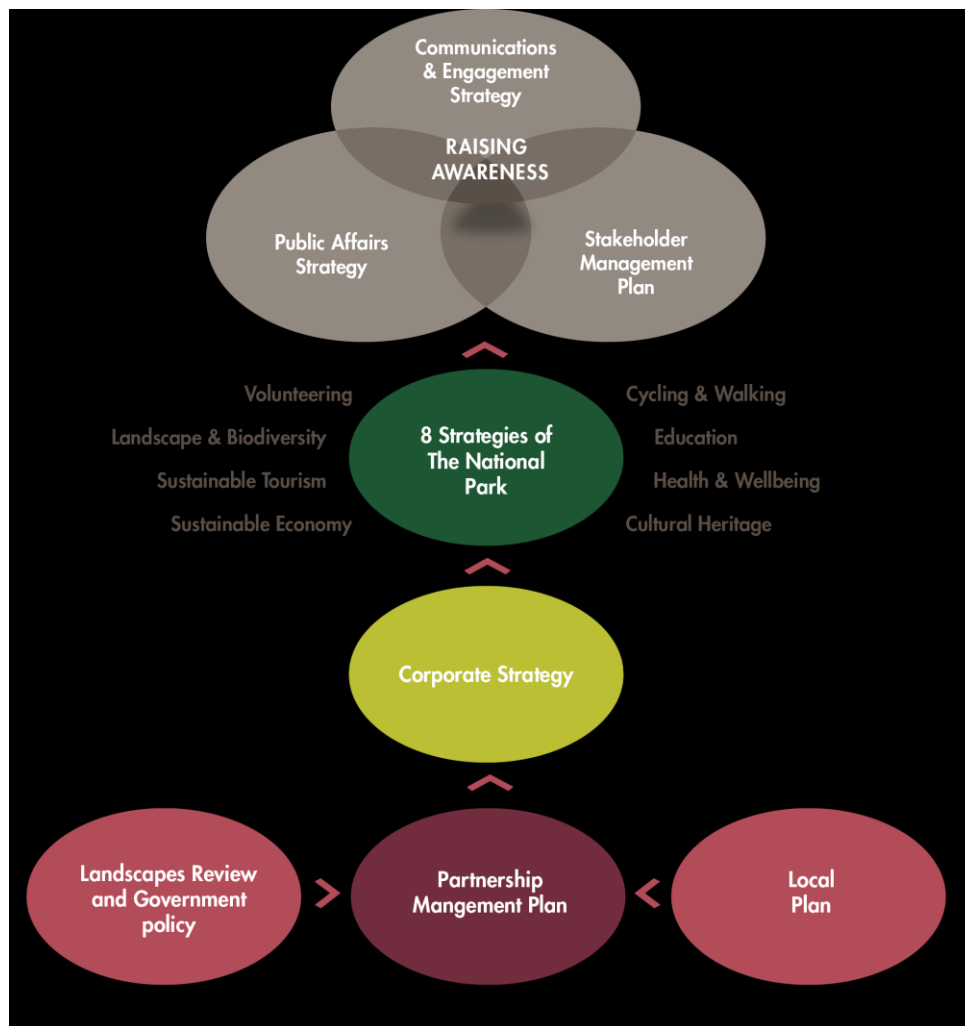 Communications
& Engagement
Strategy
RAISING
AWARENESS
Public Affairs
Strategy
Stakeholder
Management
Plan
Volunteering
Landscape & Biodiversity
Sustainable Tourism
Sustainable Economy
8 Strategies of
The National
Park
Cycling & Walking
Education
Health & Wellbeing
Cultural Heritage
Corporate Strategy
Landscapes Review
and Government
policy
Partnership
Mangement Plan
Local
Plan